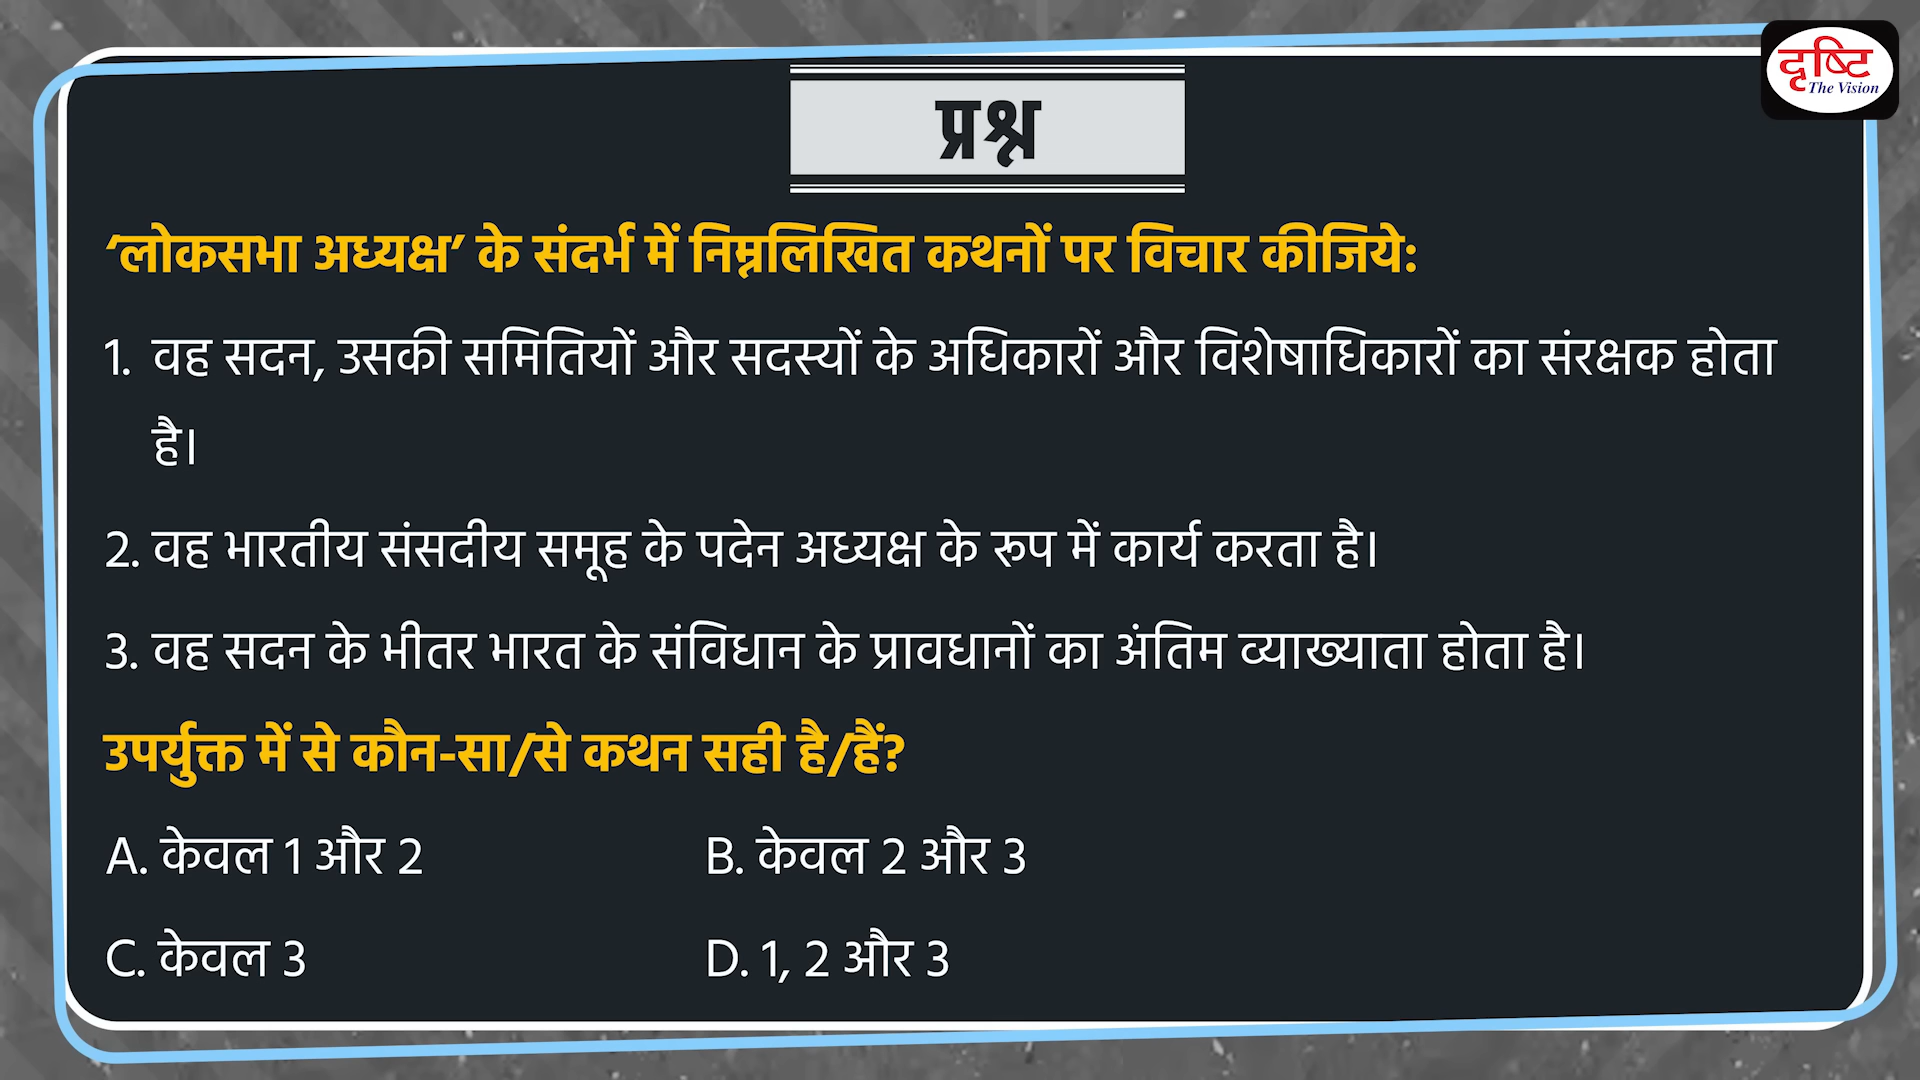 दृष्टि
The Vision
प्रश्न
‘लोकसभा अध्यक्ष’ के संदर्भ में निम्नलिखित कथनों पर विचार कीजिये:
1. वह सदन, उसकी समितियों और सदस्यों के अधिकारों और विशेषाधिकारों का संरक्षक होता
है।
2. वह भारतीय संसदीय समूह के पदेन अध्यक्ष के रूप में कार्य करता है।
3. वह सदन के भीतर भारत के संविधान के प्रावधानों का अंतिम व्याख्याता होता है।
उपर्युक्त में से कौन-सा/से कथन सही है/हैं?
A. केवल 1 और 2 B. केवल 2 और 3
C. केवल 3 D. 1, 2 और 3